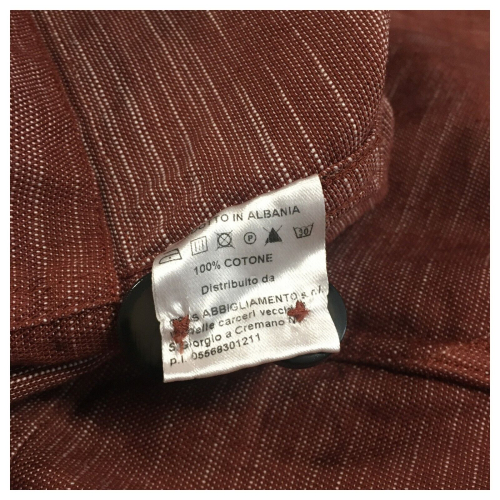 IN ALBANIA
30
100% COTONE
Distribuito da
ABBIGLIAMENTO s.r.l.
carceri
S. Giorgio a Cremano
p.i. 05568301211